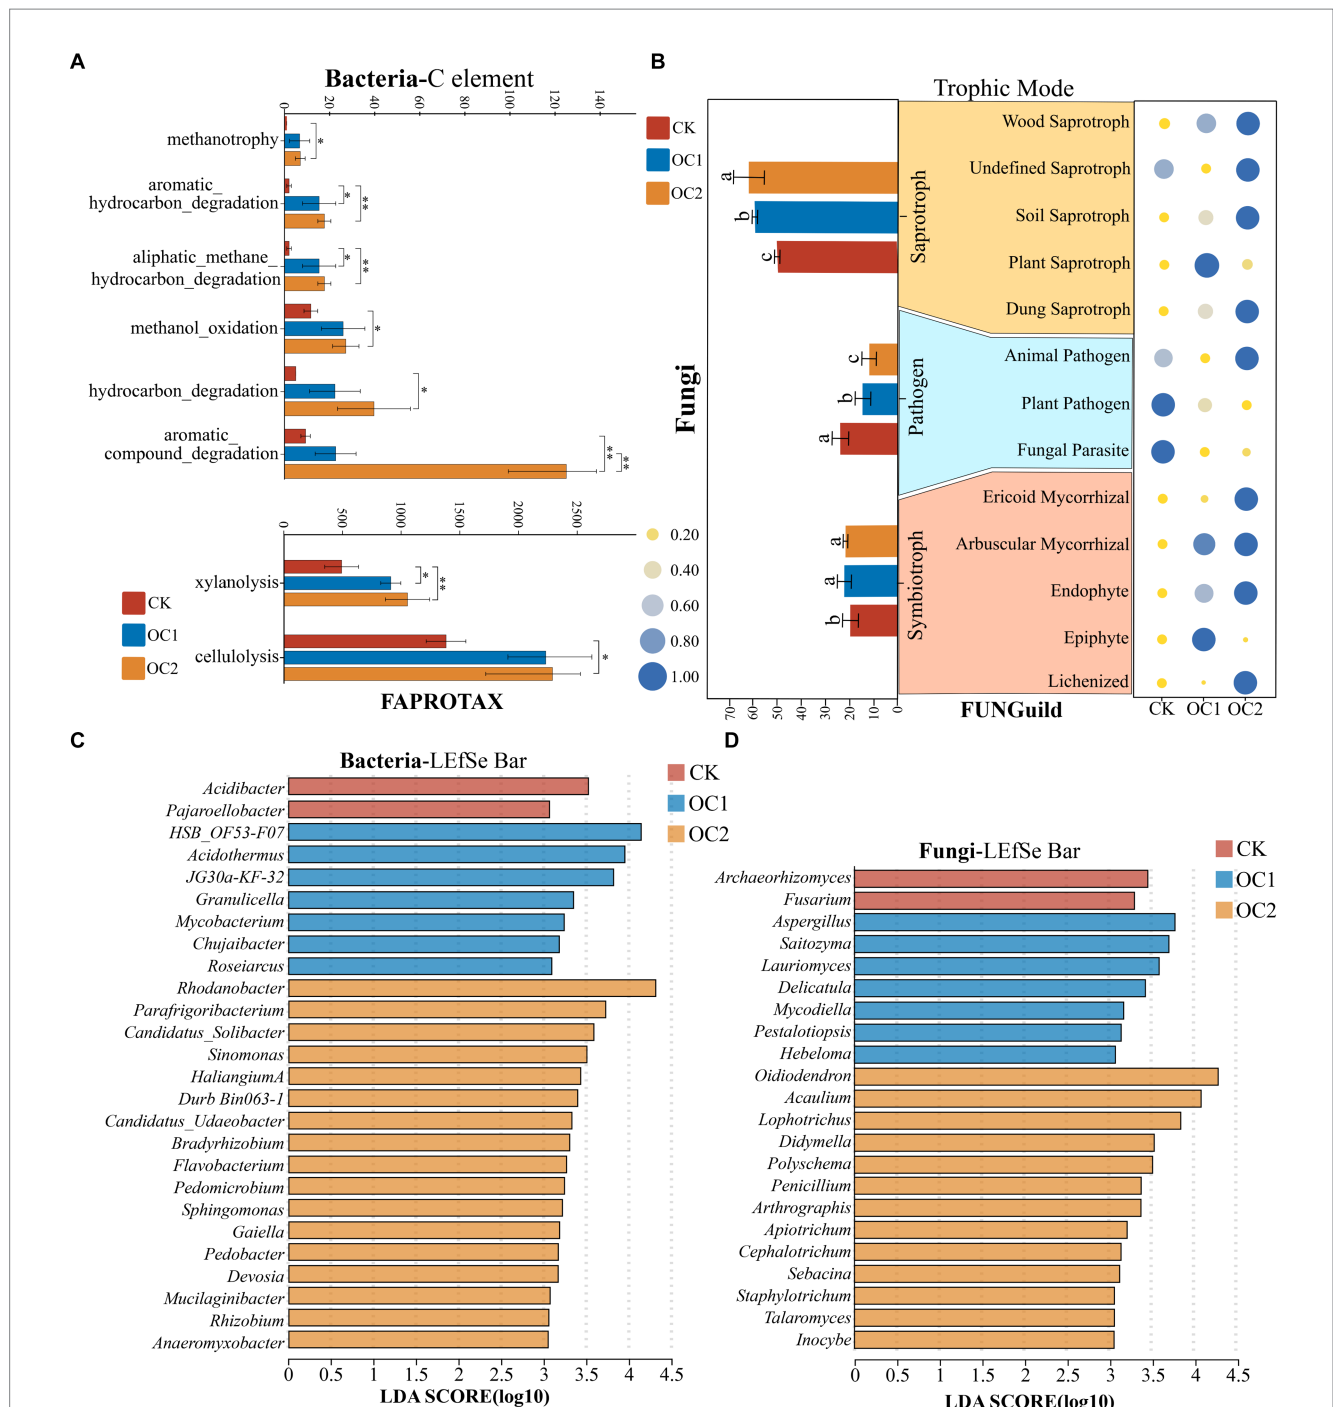 A
Bacteria-C element
0
20
40
60
80
100
120
140
methanotrophy
*
aromatic_
hydrocarbon_degradation
*
**
aliphatic_methane_
hydrocarbon_degradation
*
**
methanol_oxidation
*
hydrocarbon_degradation
*
aromatic_
compound_degradation
**
**
CK
OC1
OC2
0
5000
10000
15000
20000
25000
xylanolysis
*
**
cellulolysis
*
CK
OC1
OC2
FAPROTAX
0.20
0.40
0.60
0.80
1.00
B
Trophic Mode
Fungi
a
b
c
Saprotroph
c
b
a
Pathogen
a
a
b
Symbiotroph
70
60
50
40
30
20
10
0
Wood Saprotroph
Undefined Saprotroph
Soil Saprotroph
Plant Saprotroph
Dung Saprotroph
Animal Pathogen
Plant Pathogen
Fungal Parasite
Ericoid Mycorrhizal
Arbuscular Mycorrhizal
Endophyte
Epiphyte
Lichenized
FUNGuild
CK OC1 OC2
C
Bacteria-LEfSe Bar
CK
OC1
OC2
Acidibacter
Pajaroellobacter
HSB_OF53-F07
Acidothermus
JG30a-KF-32
Granulicella
Mycobacterium
Chujaibacter
Roseiarcus
Rhodanobacter
Parafrigoribacterium
Candidatus_Solibacter
Sinomonas
HaliangiumA
Durb Bin063-1
Candidatus_Udaeobacter
Bradyrhizobium
Flavobacterium
Pedomicrobium
Sphingomonas
Gaiella
Pedobacter
Devosia
Mucilaginibacter
Rhizobium
Anaeromyxobacter
0 0.5 1 1.5 2 2.5 3 3.5 4 4.5
LDA SCORE(log10)
D
Fungi-LEfSe Bar
CK
OC1
OC2
Archaeorhizomyces
Fusarium
Aspergillus
Saitozyma
Lauriomyces
Delicatula
Mycodiella
Pestalotiopsis
Hebeloma
Oidiodendron
Acaulium
Lophotrichus
Didymella
Polyschema
Penicillium
Arthrographis
Apiotrichum
Cephalotrichum
Sebacina
Staphylotrichum
Talaromyces
Inocybe
0 0.5 1 1.5 2 2.5 3 3.5 4 4.5
LDA SCORE(log10)